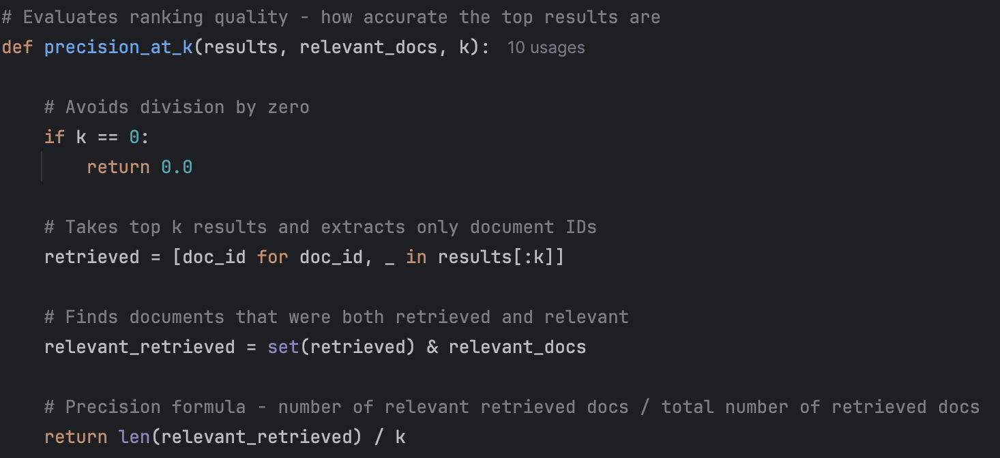 # Evaluates ranking quality - how accurate the top results are
def precision_at_k(results, relevant_docs, k):  10 usages
# Avoids division by zero
if k == 0:
return 0.0
# Takes top k results and extracts only document IDs
retrieved = [doc_id for doc_id, _ in results[:k]]
# Finds documents that were both retrieved and relevant
relevant_retrieved = set(retrieved) & relevant_docs
# Precision formula - number of relevant retrieved docs / total number of retrieved docs
return len(relevant_retrieved) / k